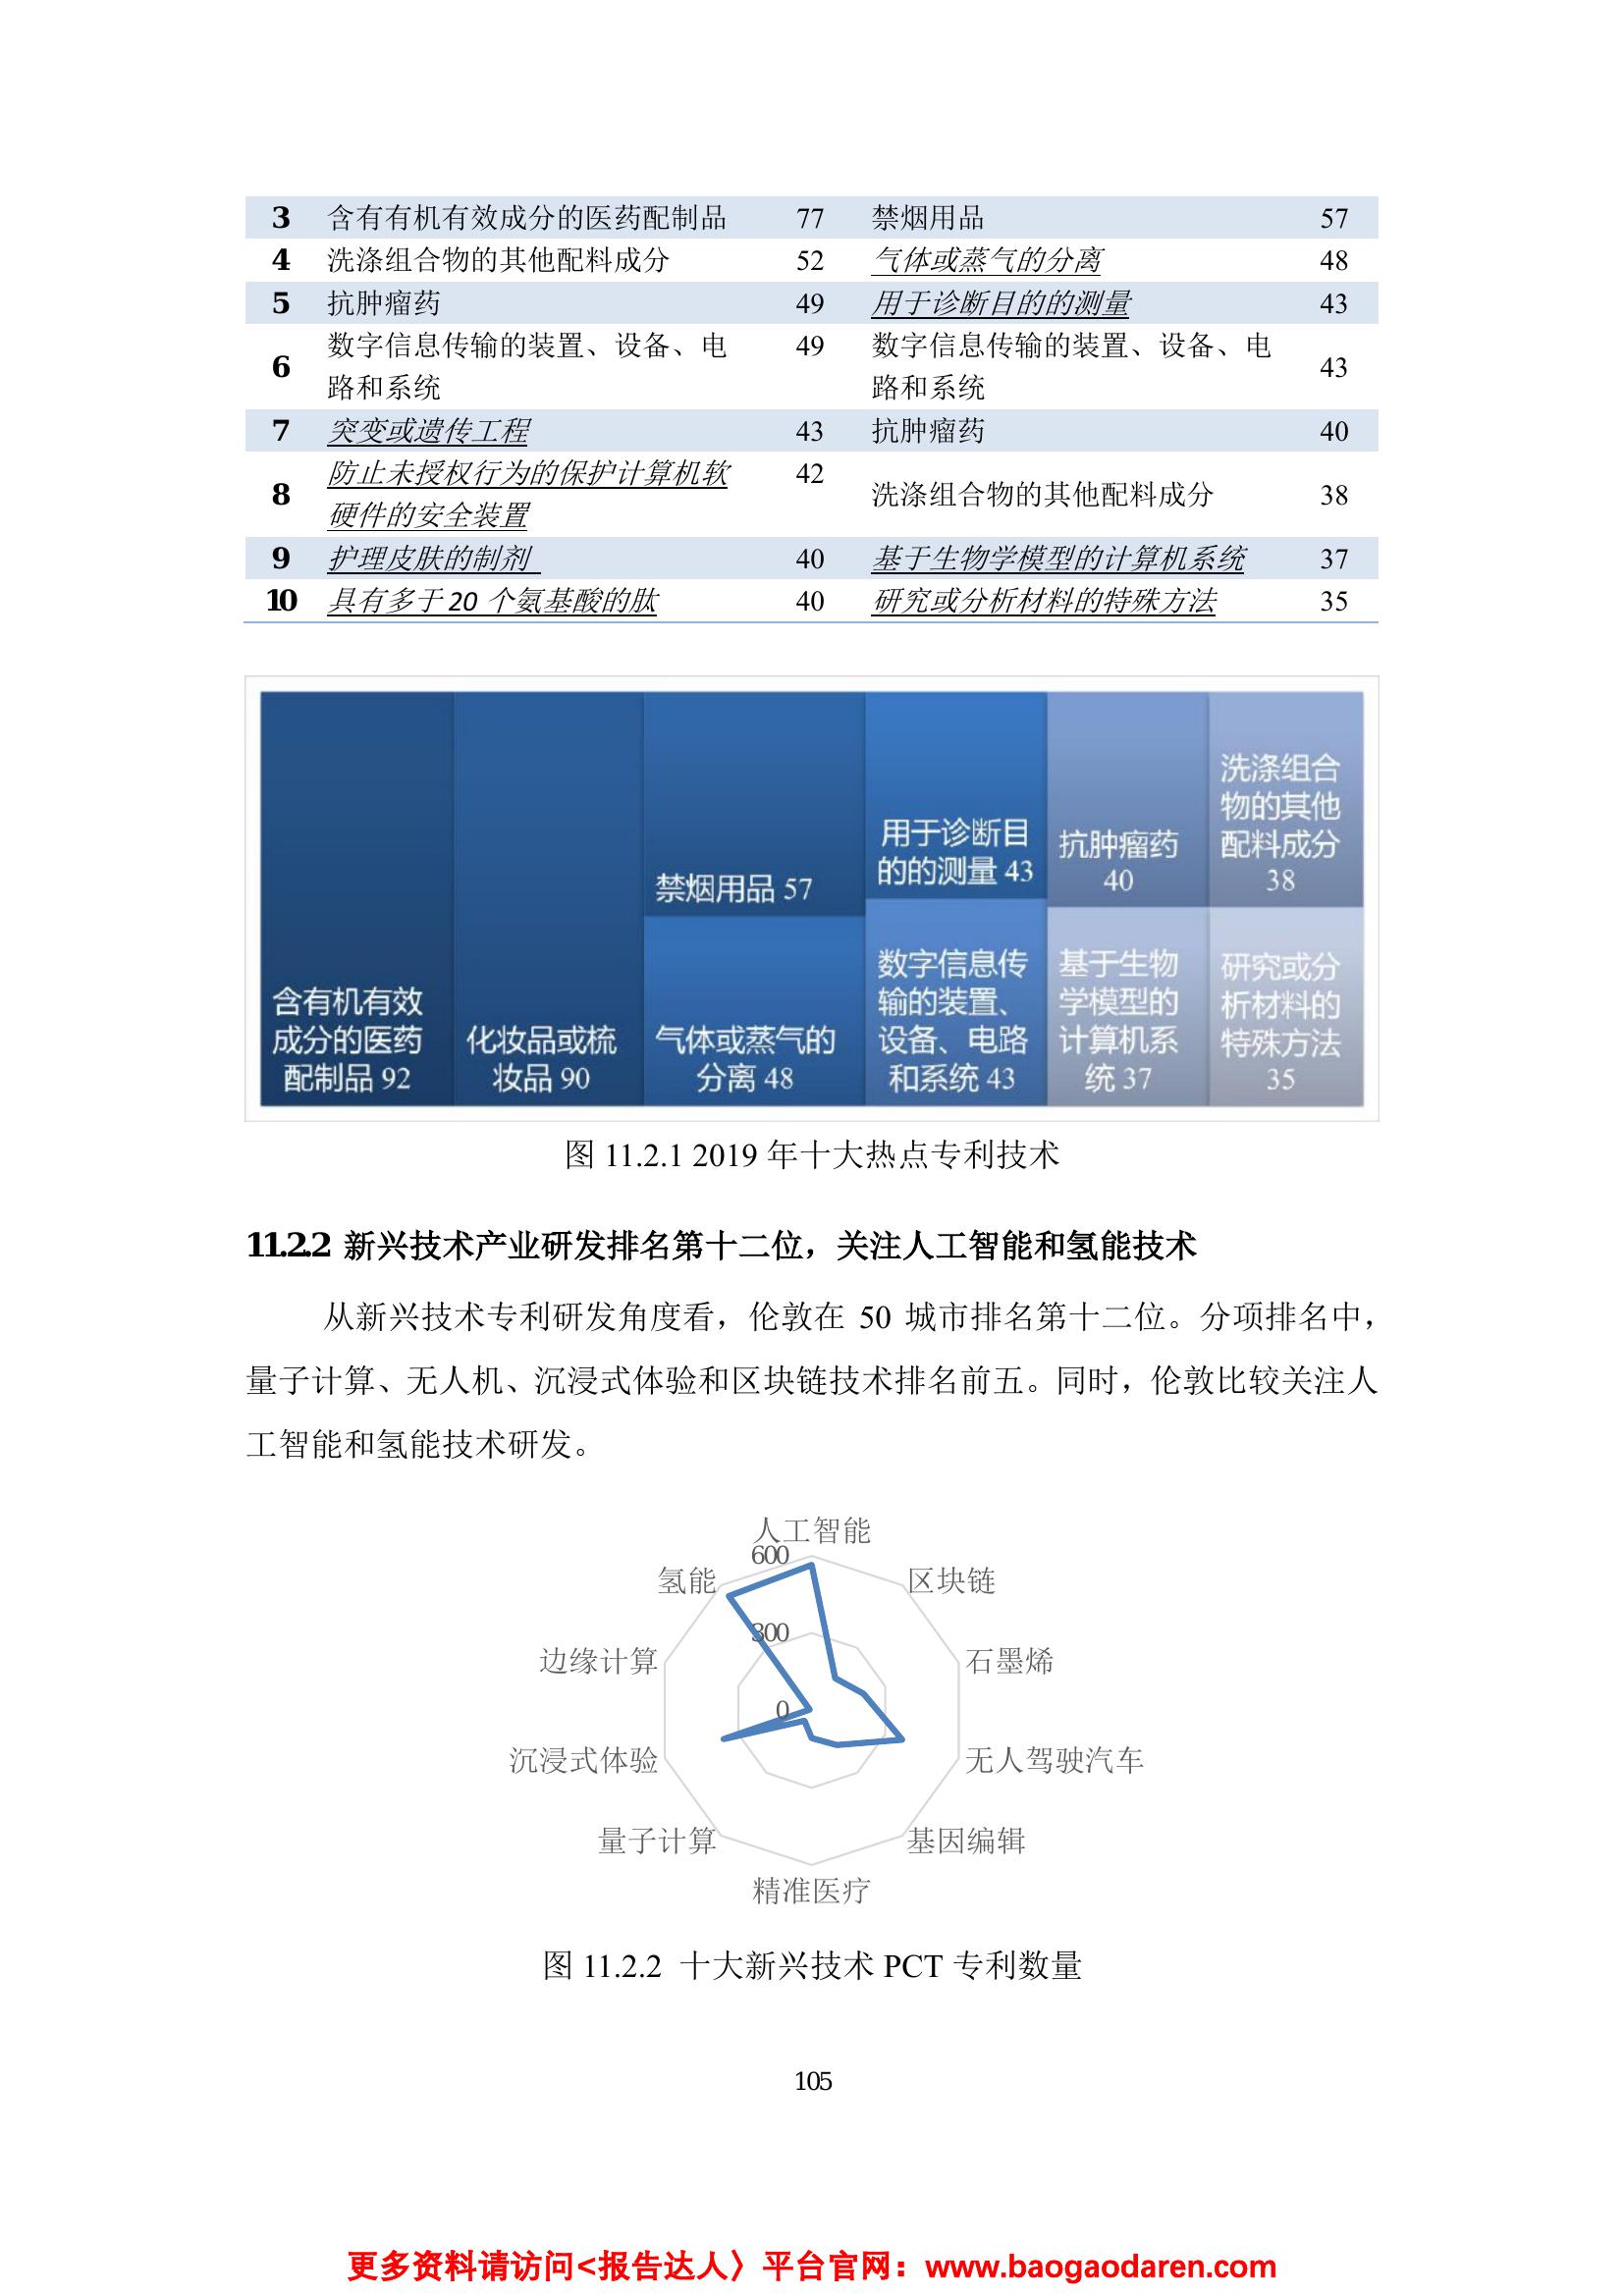 3 含有有机有效成分的医药配制品 77 禁烟用品 57
4 洗涤组合物的其他配料成分 52 气体或蒸气的分离 48
5 抗肿瘤药 49 用于诊断目的的测量 43
6 数字信息传输的装置、设备、电 49 数字信息传输的装置、设备、电 43
路和系统 路和系统
7 突变或遗传工程 43 抗肿瘤药 40
8 防止未授权行为的保护计算机软 42 洗涤组合物的其他配料成分 38
硬件的安全装置
9 护理皮肤的制剂 40 基于生物学模型的计算机系统 37
10 具有多于 20 个氨基酸的肽 40 研究或分析材料的特殊方法 35
含有机有效
成分的医药
配制品 92
化妆品或梳
妆品 90
禁烟用品 57
气体或蒸气的
分离 48
用于诊断目
的的测量 43
数字信息传
输的装置、
设备、电路
和系统 43
抗肿瘤药
40
基于生物
学模型的
计算机系
统 37
洗涤组合
物的其他
配料成分
38
研究或分
析材料的
特殊方法
35
图 11.2.1 2019 年十大热点专利技术
11.2.2 新兴技术产业研发排名第十二位，关注人工智能和氢能技术
从新兴技术专利研发角度看，伦敦在 50 城市排名第十二位。分项排名中，
量子计算、无人机、沉浸式体验和区块链技术排名前五。同时，伦敦比较关注人
工智能和氢能技术研发。
人工智能
600
氢能 区块链
300
边缘计算 石墨烯
0
沉浸式体验 无人驾驶汽车
量子计算 基因编辑
精准医疗
图 11.2.2 十大新兴技术 PCT 专利数量
105
更多资料请访问<报告达人〉平台官网：www.baogaodaren.com